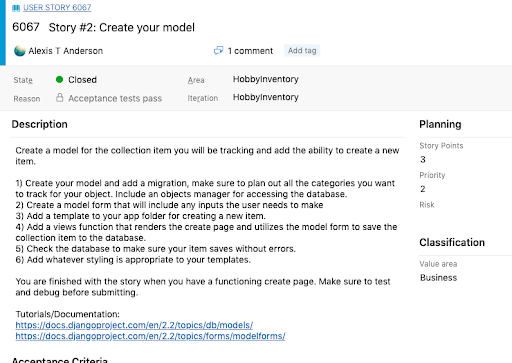 USER STORY 6067
6067 Story #2: Create your model
Alexis T Anderson 1 comment Add tag
State Closed Area HobbyInventory
Reason Acceptance tests pass Iteration HobbyInventory
Description
Create a model for the collection item you will be tracking and add the ability to create a new
item.
1) Create your model and add a migration, make sure to plan out all the categories you want
to track for your object. Include an objects manager for accessing the database.
2) Create a model form that will include any inputs the user needs to make
3) Add a template to your app folder for creating a new item.
4) Add a views function that renders the create page and utilizes the model form to save the
collection item to the database.
5) Check the database to make sure your item saves without errors.
6) Add whatever styling is appropriate to your templates.
You are finished with the story when you have a functioning create page. Make sure to test
and debug before submitting.
Tutorials/Documentation:
https://docs.djangoproject.com/en/2.2/topics/db/models/
https://docs.djangoproject.com/en/2.2/topics/forms/modelforms/
Acceptance Criteria
Planning
Story Points
3
Priority
2
Risk
Classification
Value area
Business